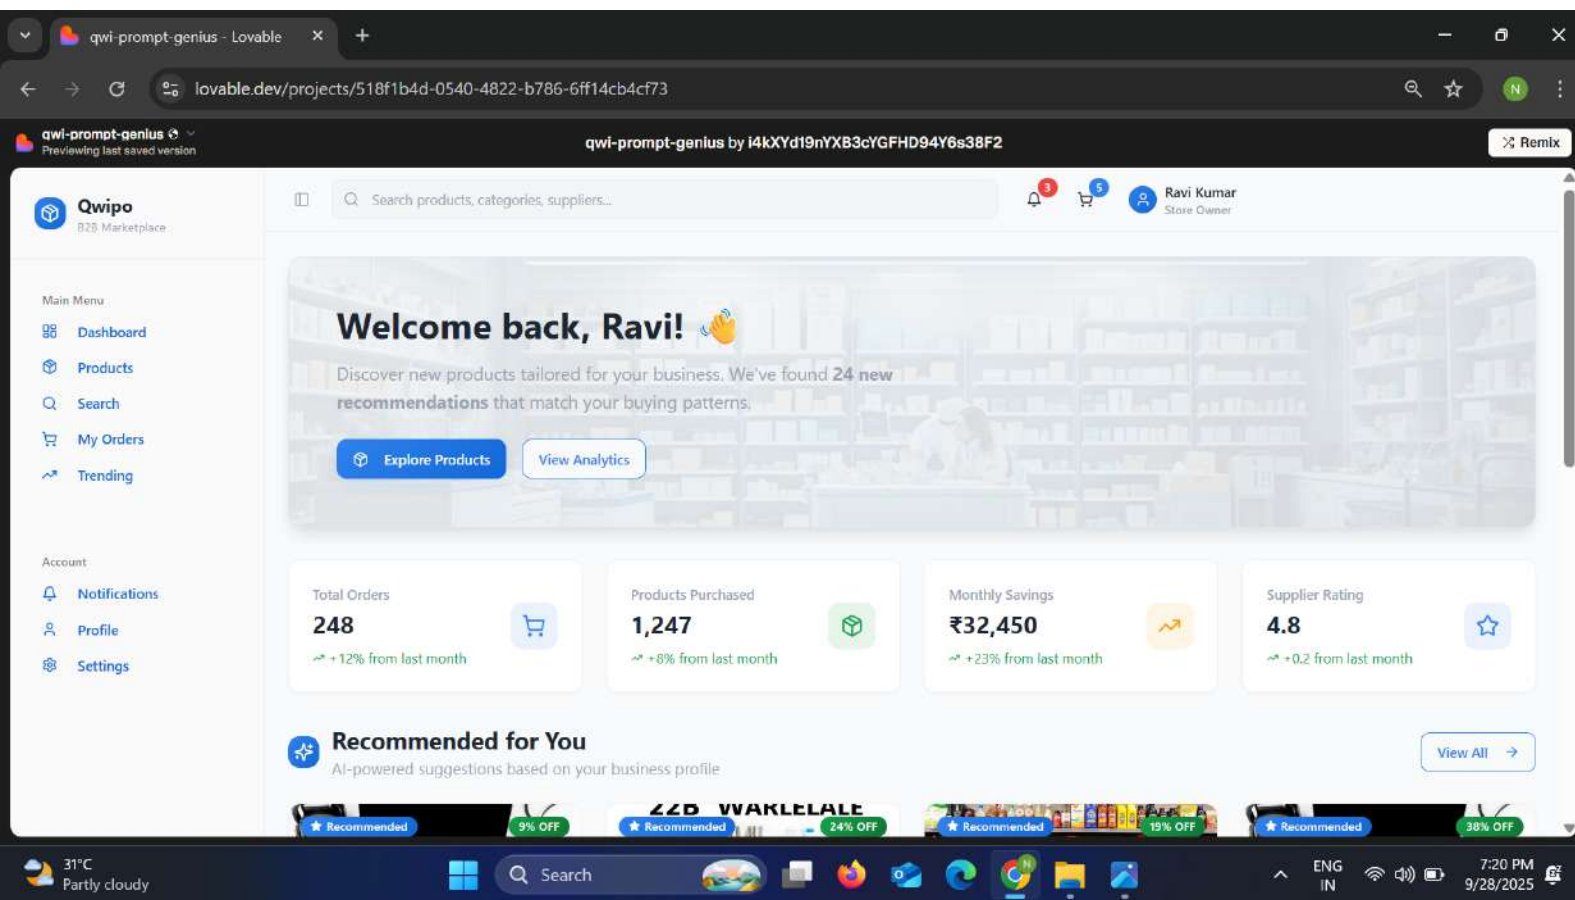 qwi-prompt-genius - Lovable
lovable.dev/projects/518f1b4d-0540-4822-b786-6ff14cb4cf73
N
qwi-prompt-genius
Previewing last saved version
qwi-prompt-genius by i4kXYd19nYXB3cYGFHD94Y6s38F2
Remix
Qwipo
B2B Marketplace
Search products, categories, suppliers...
3
5
Ravi Kumar
Store Owner
Main Menu
Dashboard
Products
Search
My Orders
Trending
Account
Notifications
Profile
Settings
Welcome back, Ravi! 👋
Discover new products tailored for your business. We've found 24 new
recommendations that match your buying patterns.
Explore Products
View Analytics
Total Orders
248
+12% from last month
Products Purchased
1,247
+8% from last month
Monthly Savings
₹32,450
+23% from last month
Supplier Rating
4.8
+0.2 from last month
Recommended for You
AI-powered suggestions based on your business profile
View All
Recommended
9% OFF
22B WARLELALE
Recommended
24% OFF
Recommended
19% OFF
Recommended
38% OFF
31°C
Partly cloudy
Search
N
ENG
IN
7:20 PM
9/28/2025